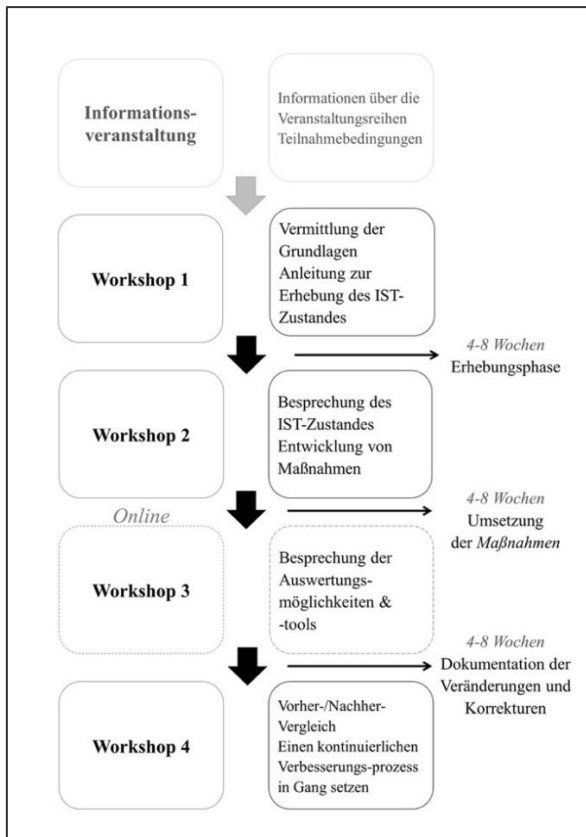 Informations-
veranstaltung
Informationen über die
Veranstaltungsreihen
Teilnahmebedingungen
Workshop 1
Vermittlung der
Grundlagen
Anleitung zur
Erhebung des IST-
Zustandes
4-8 Wochen
Erhebungsphase
Workshop 2
Besprechung des
IST-Zustandes
Entwicklung von
Maßnahmen
4-8 Wochen
Umsetzung
der Maßnahmen
Online
Workshop 3
Besprechung der
Auswertungs-
möglichkeiten &
-tools
4-8 Wochen
Dokumentation der
Veränderungen und
Korrekturen
Workshop 4
Vorher-/Nachher-
Vergleich
Einen kontinuierlichen
Verbesserungs-prozess
in Gang setzen